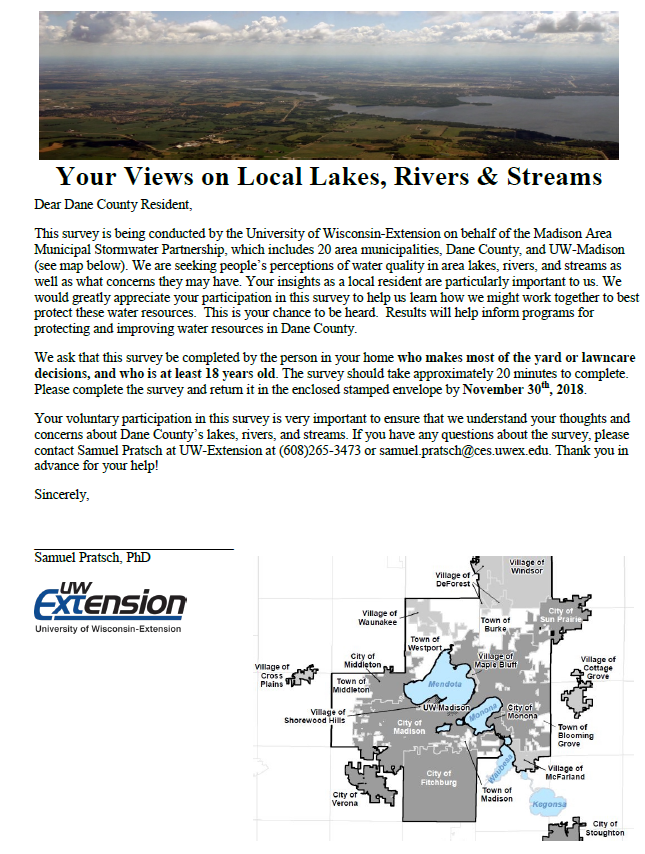 Your Views on Local Lakes, Rivers & Streams
Dear Dane County Resident,
This survey is being conducted by the University of Wisconsin-Extension on behalf of the Madison Area
Municipal Stormwater Partnership, which includes 20 area municipalities, Dane County, and UW-Madison
(see map below). We are seeking people's perceptions of water quality in area lakes, rivers, and streams as
well as what concerns they may have. Your insights as a local resident are particularly important to us. We
would greatly appreciate your participation in this survey to help us learn how we might work together to best
protect these water resources.  This is your chance to be heard.  Results will help inform programs for
protecting and improving water resources in Dane County.
We ask that this survey be completed by the person in your home who makes most of the yard or lawncare
decisions, and who is at least 18 years old. The survey should take approximately 20 minutes to complete.
Please complete the survey and return it in the enclosed stamped envelope by November 30th, 2018.
Your voluntary participation in this survey is very important to ensure that we understand your thoughts and
concerns about Dane County's lakes, rivers, and streams. If you have any questions about the survey, please
contact Samuel Pratsch at UW-Extension at (608)265-3473 or samuel.pratsch@ces.uwex.edu. Thank you in
advance for your help!
Sincerely,
Samuel Pratsch, PhD
UW
Extension
University of Wisconsin-Extension
Village of
Windsor
Village of
DeForest
Village of
Waunakee
Town of
Burke
City of
Sun Prairie
Town of
Westport
City of
Middleton
Village of
Maple Bluff
Village of
Cross
Plains
Town of
Middleton
Mendota
Village of
Cottage
Grove
UW Madison
Village of
Shorewood Hills
Monona
City of
Monona
City of
Madison
Town of
Blooming
Grove
Waubesa
Village of
McFarland
City of
Fitchburg
Town of
Madison
City of
Verona
Kegonsa
City of
Stoughton